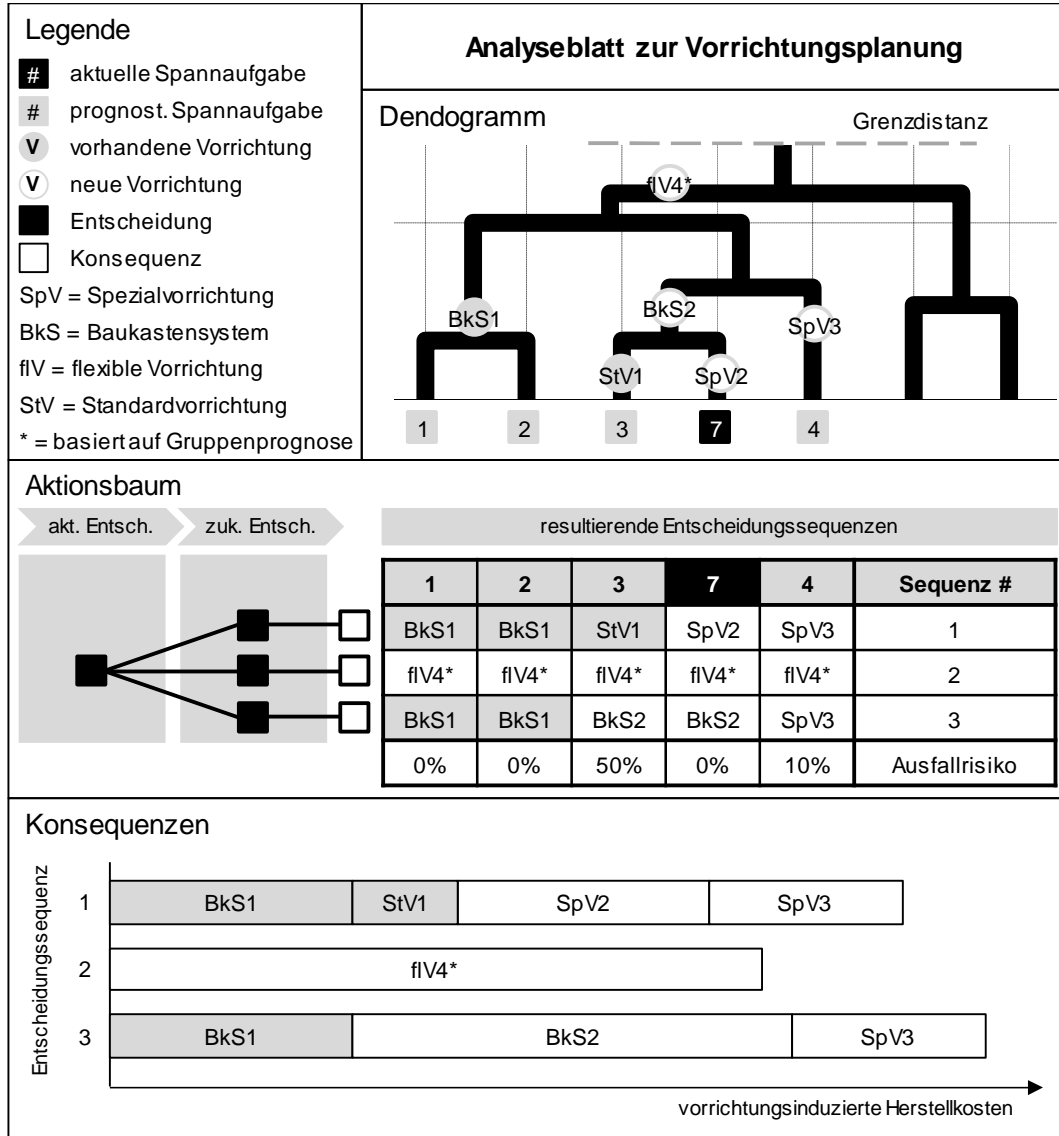 Legende
# aktuelle Spannaufgabe
# prognost. Spannaufgabe
V vorhandene Vorrichtung
V neue Vorrichtung
Entscheidung
Konsequenz
SpV = Spezialvorrichtung
BkS = Baukastensystem
flV = flexible Vorrichtung
StV = Standardvorrichtung
* = basiert auf Gruppenprognose
Analyseblatt zur Vorrichtungsplanung
Dendogramm
Grenzdistanz
flV4*
BkS1
BkS2
SpV3
StV1
SpV2
1 2 3 7 4
Aktionsbaum
akt. Entsch. zuk. Entsch. resultierende Entscheidungssequenzen
1 2 3 7 4 Sequenz #
BkS1 BkS1 StV1 SpV2 SpV3 1
flV4* flV4* flV4* flV4* flV4* 2
BkS1 BkS1 BkS2 BkS2 SpV3 3
0% 0% 50% 0% 10% Ausfallrisiko
Konsequenzen
Entscheidungssequenz
1 BkS1 StV1 SpV2 SpV3
2 flV4*
3 BkS1 BkS2 SpV3
vorrichtungsinduzierte Herstellkosten